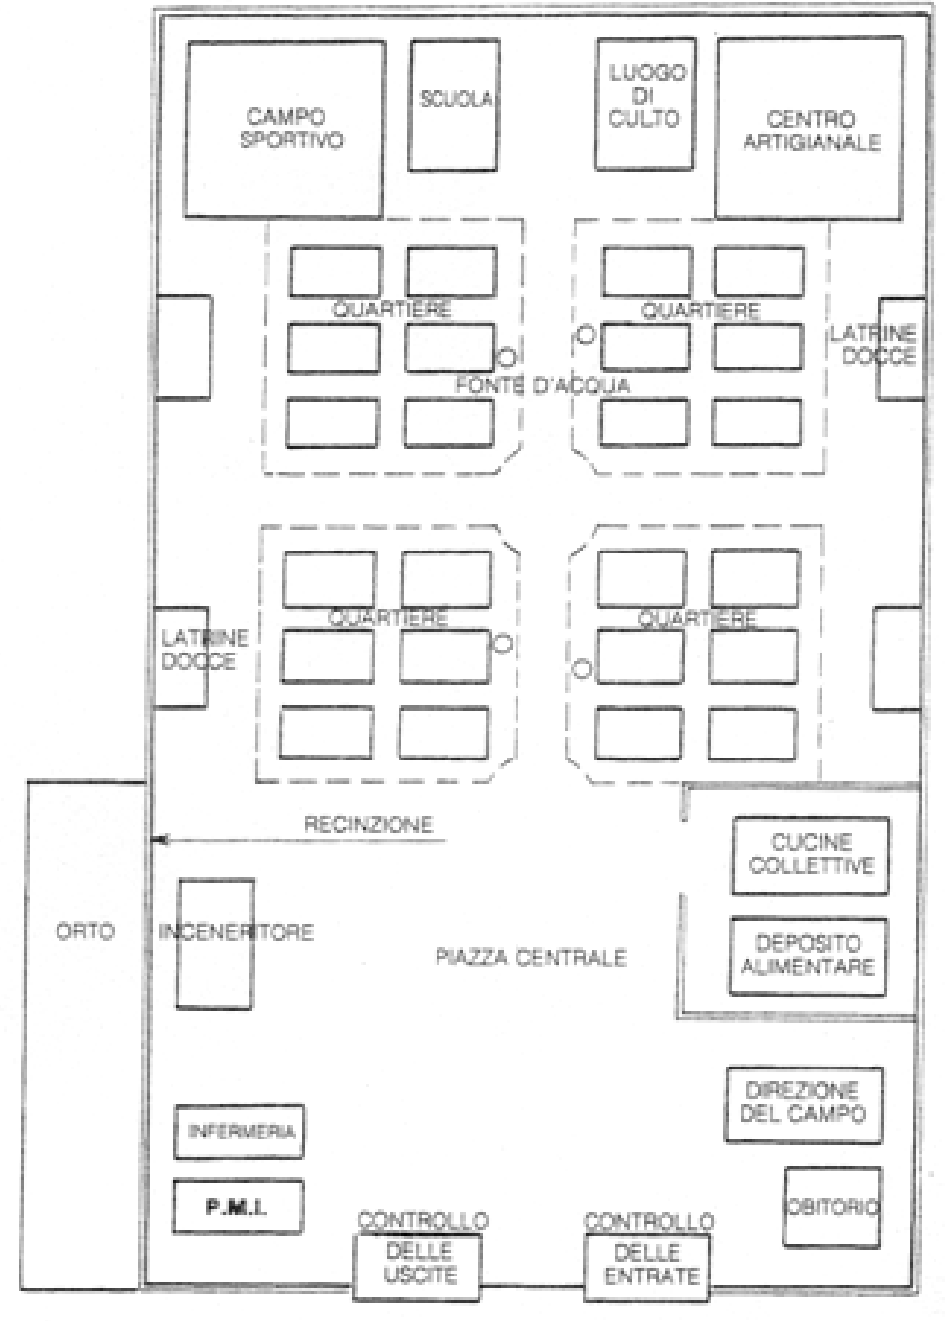 CAMPO
SPORTIVO
SCUOLA
LUOGO
DI
CULTO
CENTRO
ARTIGIANALE
QUARTIERE
QUARTIERE
LATRINE
DOCCE
FONTE D'ACQUA
QUARTIERE
QUARTIERE
LATRINE
DOCCE
RECINZIONE
CUCINE
COLLETTIVE
ORTO
INCENERITORE
PIAZZA CENTRALE
DEPOSITO
ALIMENTARE
DIREZIONE
DEL CAMPO
INFERMERIA
P.M.I.
OBITORIO
CONTROLLO
DELLE
USCITE
CONTROLLO
DELLE
ENTRATE